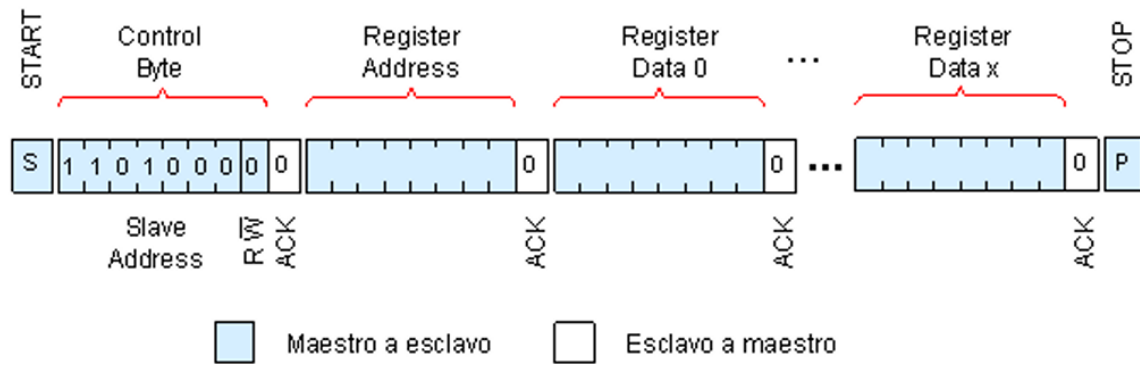 START
Control
Byte
Register
Address
Register
Data 0
...
Register
Data x
STOP
S
1 1 0 1 0 0 0 0 0
0
0
...
0
P
Slave
Address
R W̅
ACK
ACK
ACK
ACK
Maestro a esclavo
Esclavo a maestro